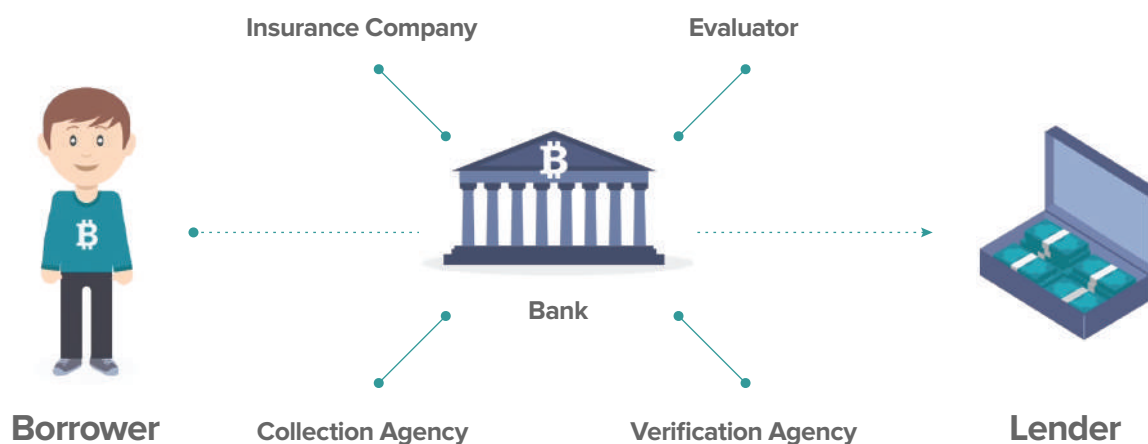 Insurance Company
Evaluator
₿
₿
Bank
Borrower
Collection Agency
Verification Agency
Lender